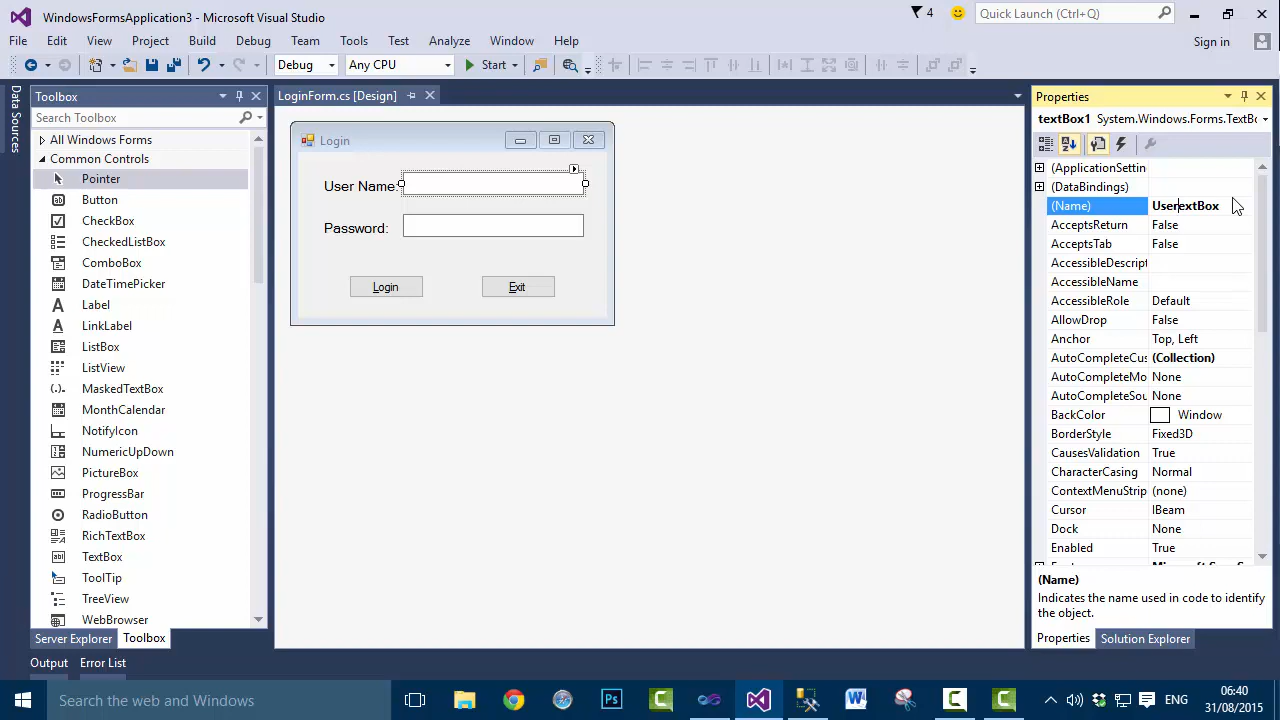 WindowsFormsApplication3 - Microsoft Visual Studio
4
Quick Launch (Ctrl+Q)
File Edit View Project Build Debug Team Tools Test Analyze Window Help
Sign in
Debug Any CPU Start
Data Sources
Toolbox
Search Toolbox
All Windows Forms
Common Controls
Pointer
Button
CheckBox
CheckedListBox
ComboBox
DateTimePicker
Label
LinkLabel
ListBox
ListView
MaskedTextBox
MonthCalendar
NotifyIcon
NumericUpDown
PictureBox
ProgressBar
RadioButton
RichTextBox
TextBox
ToolTip
TreeView
WebBrowser
Server Explorer Toolbox
LoginForm.cs [Design]
Login
User Name:
Password:
Login Exit
Properties
textBox1 System.Windows.Forms.TextBo
(ApplicationSettin
(DataBindings)
(Name) UserextBox
AcceptsReturn False
AcceptsTab False
AccessibleDescript
AccessibleName
AccessibleRole Default
AllowDrop False
Anchor Top, Left
AutoCompleteCus (Collection)
AutoCompleteMo None
AutoCompleteSou None
BackColor Window
BorderStyle Fixed3D
CausesValidation True
CharacterCasing Normal
ContextMenuStrip (none)
Cursor IBeam
Dock None
Enabled True
(Name)
Indicates the name used in code to identify
the object.
Properties Solution Explorer
Output Error List
Search the web and Windows
Ps
ENG
06:40
31/08/2015